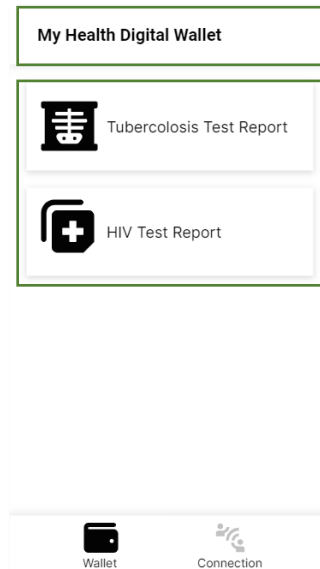 My Health Digital Wallet
Tubercolosis Test Report
HIV Test Report
Wallet
Connection